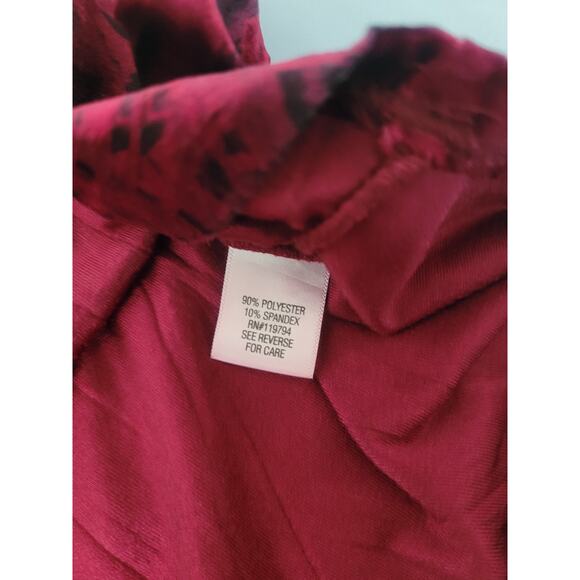 90% POLYESTER
10% SPANDEX
RN#119794
SEE REVERSE
FOR CARE